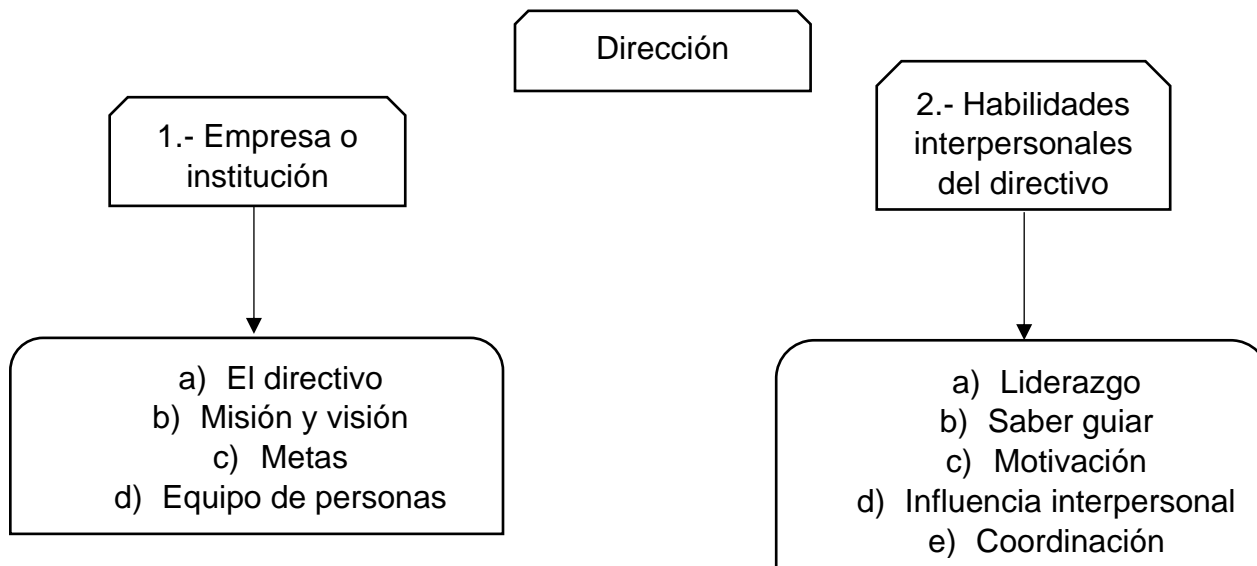 Dirección
1.- Empresa o
institución
a) El directivo
b) Misión y visión
c) Metas
d) Equipo de personas
2.- Habilidades
interpersonales
del directivo
a) Liderazgo
b) Saber guiar
c) Motivación
d) Influencia interpersonal
e) Coordinación